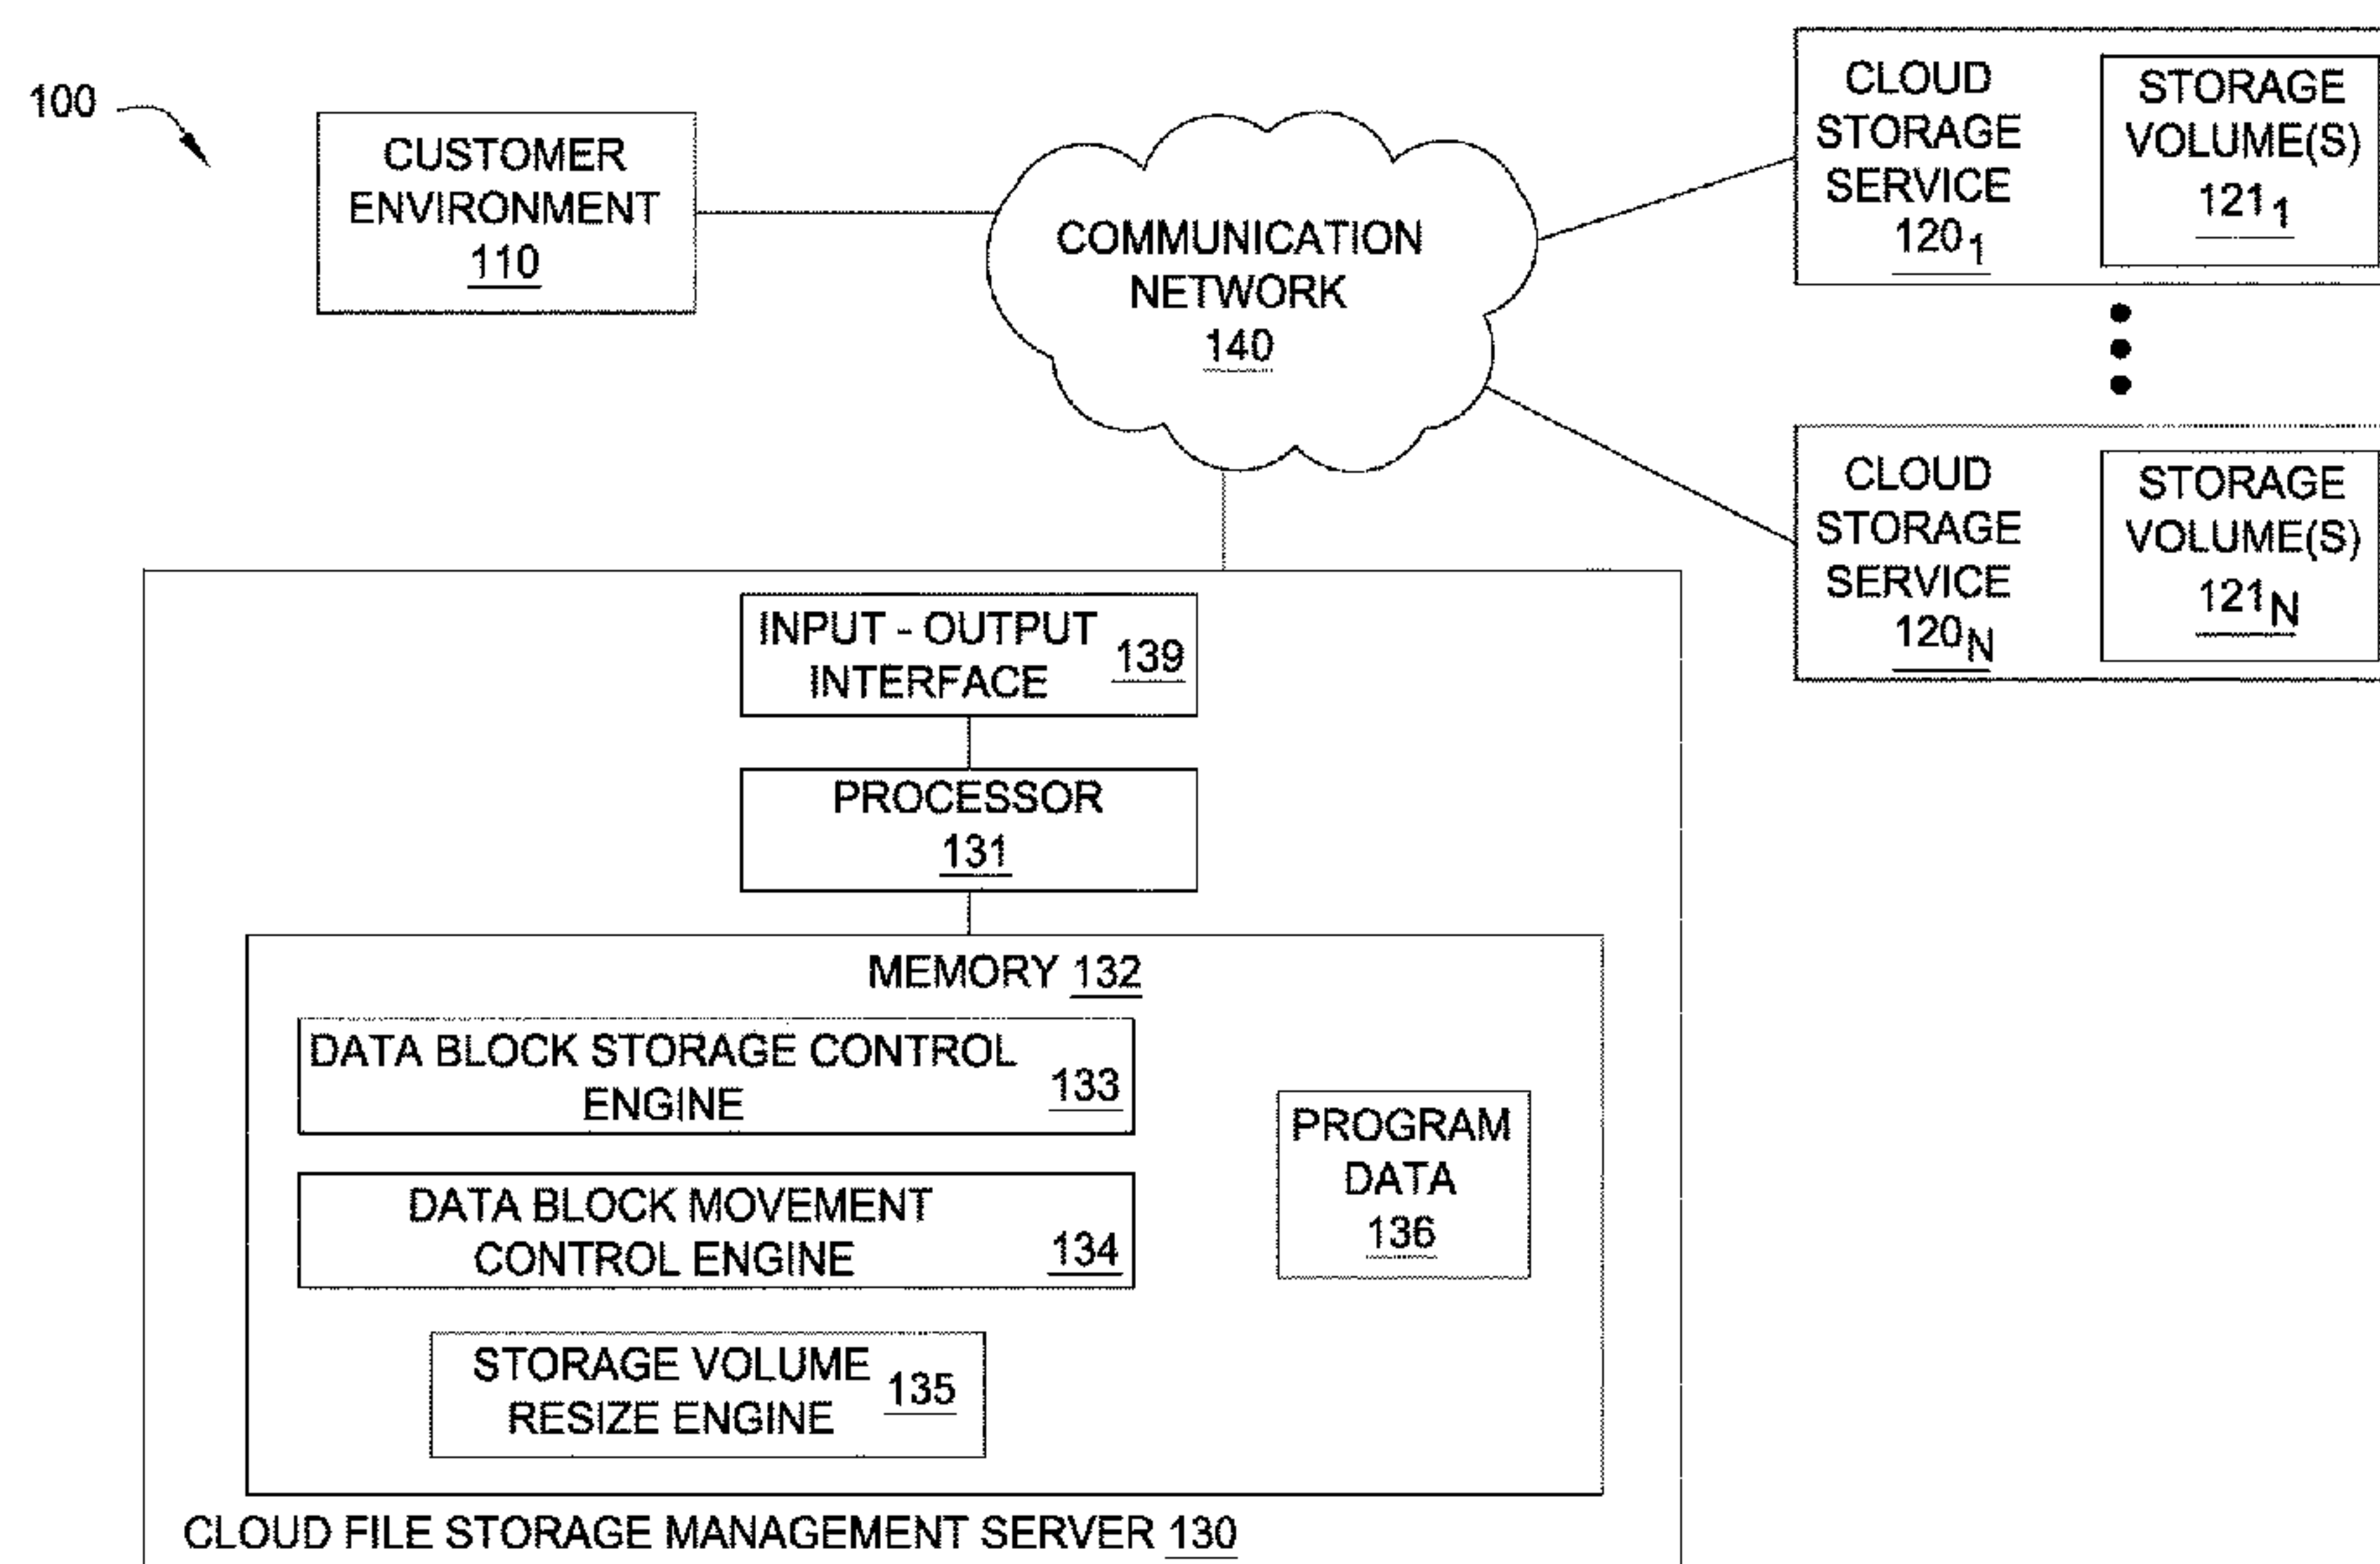 100
CUSTOMER
ENVIRONMENT
110
COMMUNICATION
NETWORK
140
CLOUD
STORAGE
SERVICE
120₁
STORAGE
VOLUME(S)
121₁
CLOUD
STORAGE
SERVICE
120N
STORAGE
VOLUME(S)
121N
INPUT - OUTPUT
INTERFACE
139
PROCESSOR
131
MEMORY 132
DATA BLOCK STORAGE CONTROL
ENGINE
133
DATA BLOCK MOVEMENT
CONTROL ENGINE
134
STORAGE VOLUME
RESIZE ENGINE
135
PROGRAM
DATA
136
CLOUD FILE STORAGE MANAGEMENT SERVER 130